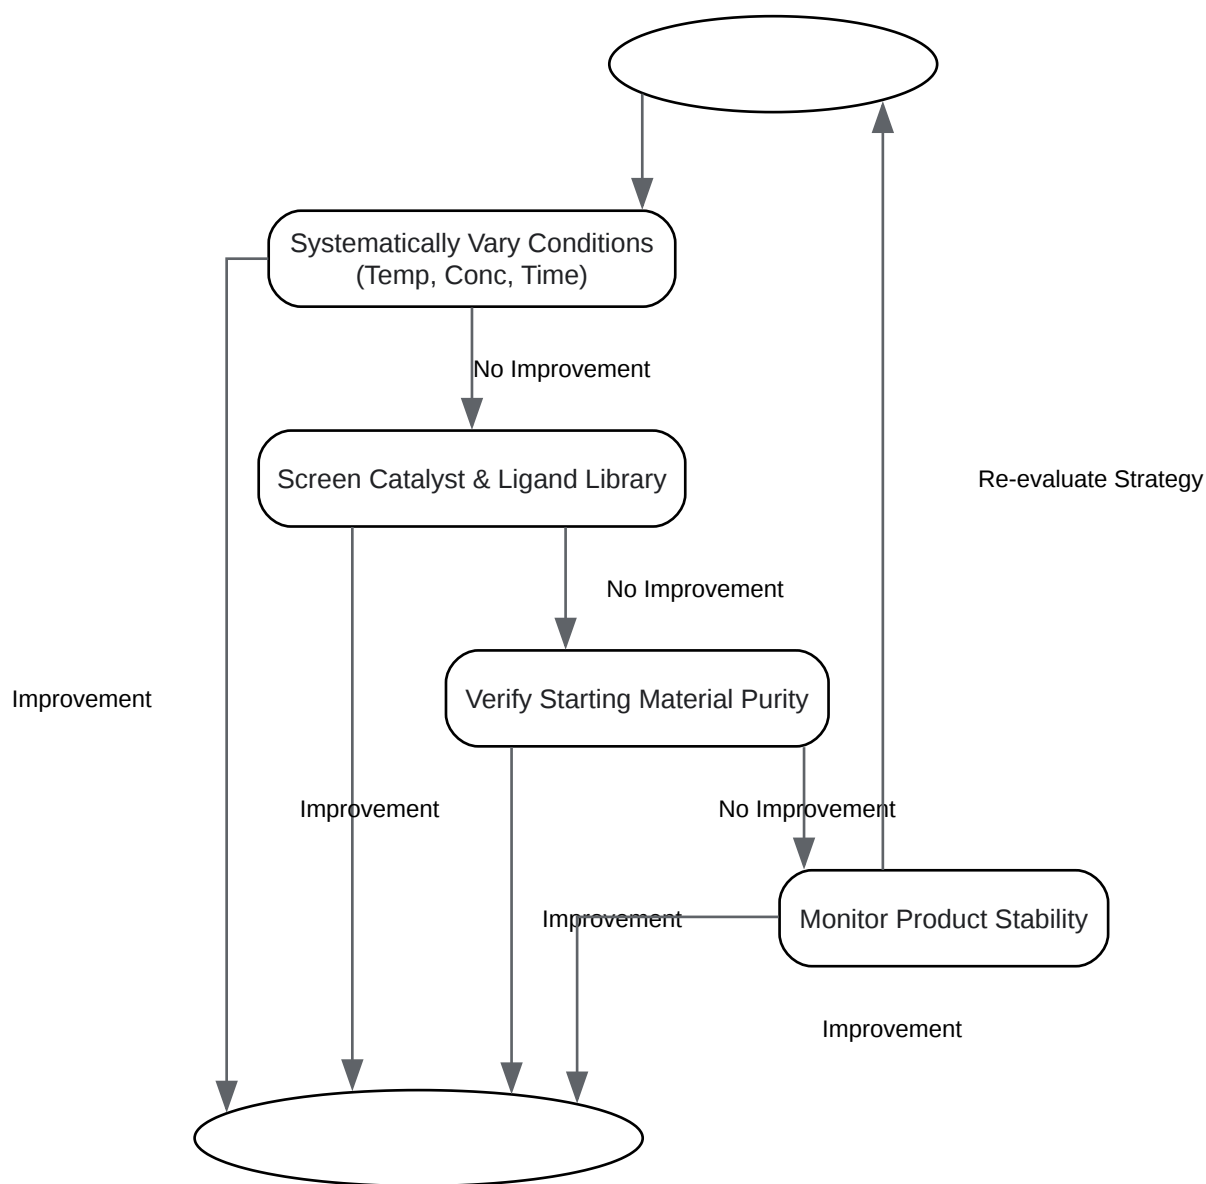 Systematically Vary Conditions
(Temp, Conc, Time)
No Improvement
Screen Catalyst & Ligand Library
Re-evaluate Strategy
No Improvement
Improvement
Verify Starting Material Purity
Improvement
No Improvement
Improvement
Monitor Product Stability
Improvement